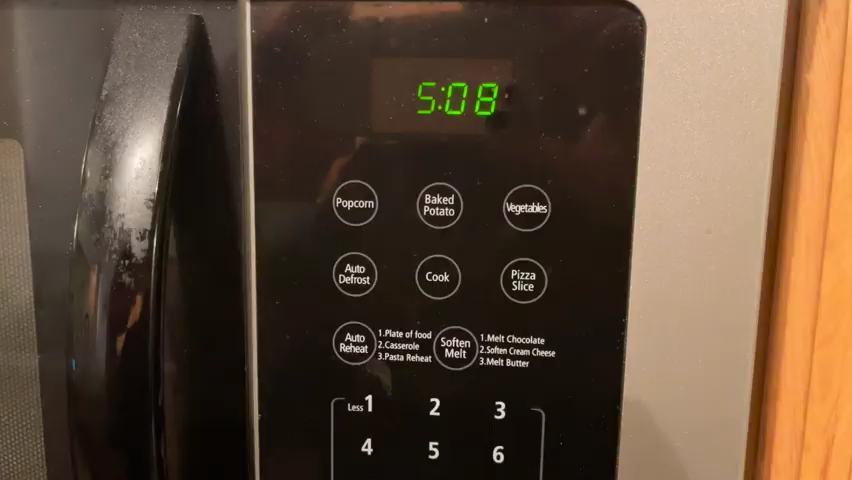 5:08
Popcorn
Baked
Potato
Vegetables
Auto
Defrost
Cook
Pizza
Slice
Auto
Reheat
1.Plate of food
2.Casserole
3.Pasta Reheat
Soften
Melt
1.Melt Chocolate
2.Soften Cream Cheese
3.Melt Butter
Less 1 2 3
4 5 6